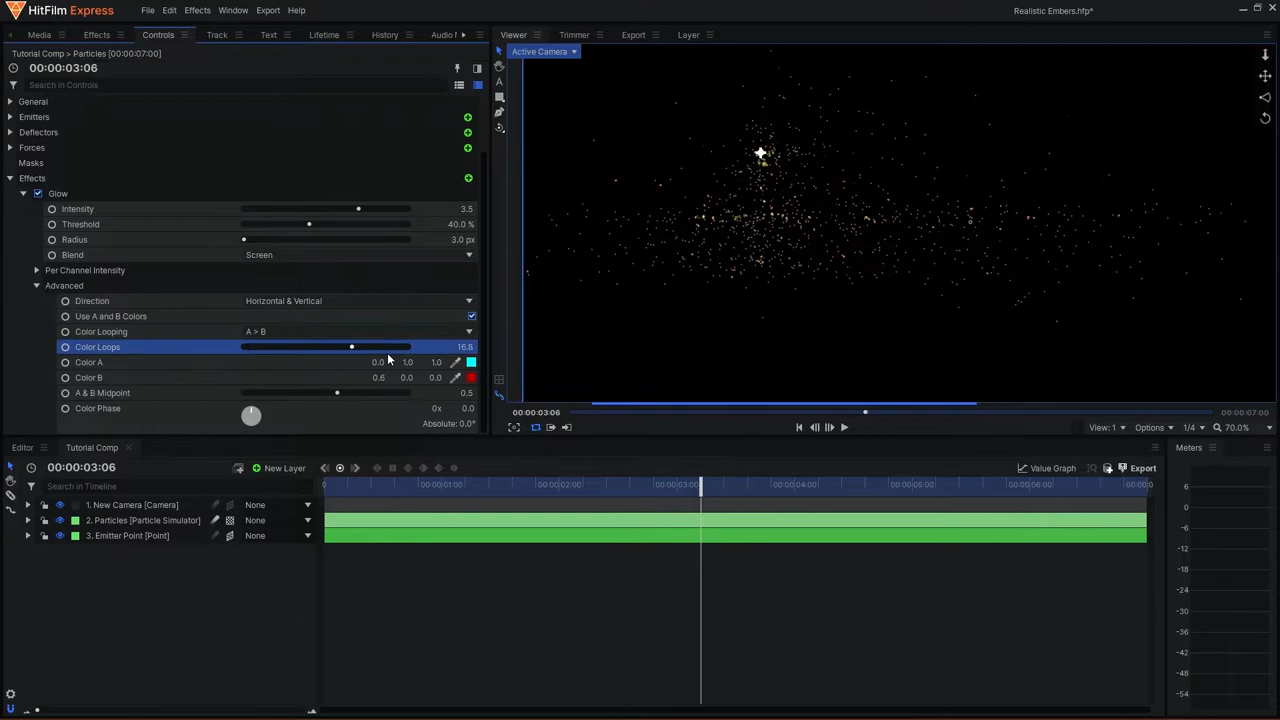 HitFilm Express File Edit Effects Window Export Help Realistic Embers.hfp*
Media Effects Controls Track Text Lifetime History Audio M Viewer Trimmer Export Layer
Tutorial Comp > Particles [00:00:07:00] Active Camera
00:00:03:06
Search in Controls
General
Emitters
Deflectors
Forces
Masks
Effects
Glow
Intensity 3.5
Threshold 40.0 %
Radius 3.0 px
Blend Screen
Per Channel Intensity
Advanced
Direction Horizontal & Vertical
Use A and B Colors
Color Looping A > B
Color Loops 16.8
Color A 0.0 1.0 1.0
Color B 0.6 0.0 0.0
A & B Midpoint 0.5
Color Phase 0x 0.0
Absolute: 0.0°
00:00:03:06 00:00:07:00
View: 1 Options 1/4 70.0%
Editor Tutorial Comp Meters
00:00:03:06 New Layer Value Graph Export
Search in Timeline 0 00:00:01:00 00:00:02:00 00:00:03:00 00:00:04:00 00:00:05:00 00:00:06:00 00:00:0
1. New Camera [Camera] None
2. Particles [Particle Simulator] None
3. Emitter Point [Point] None
6
0
-6
-12
-18
-24
-30
-36
-42
-48
-54